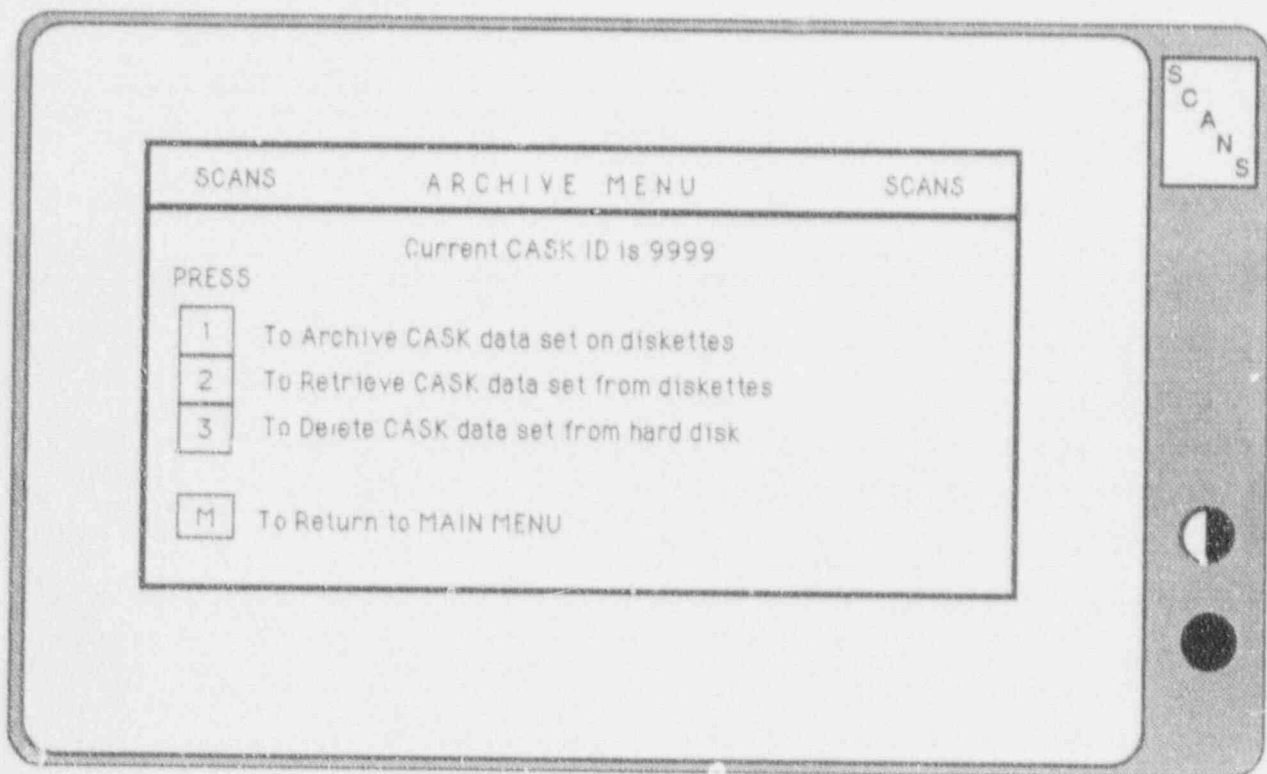 SCANS
SCANS ARCHIVE MENU SCANS
Current CASK ID is 9999
PRESS
1 To Archive CASK data set on diskettes
2 To Retrieve CASK data set from diskettes
3 To Delete CASK data set from hard disk
M To Return to MAIN MENU